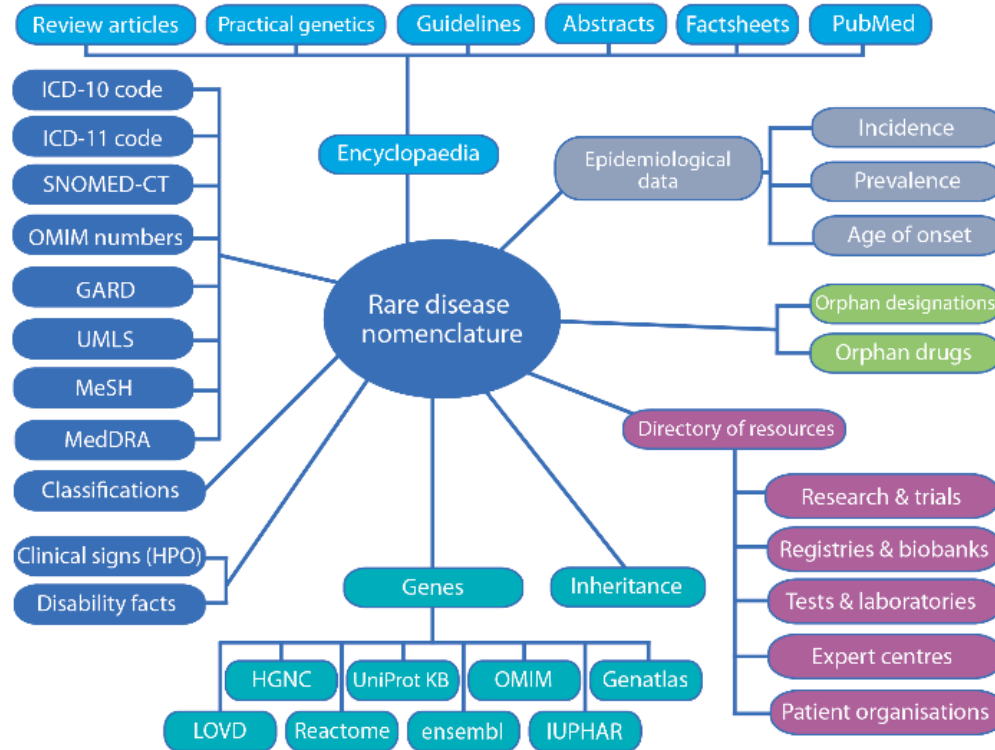 Review articles
Practical genetics
Guidelines
Abstracts
Factsheets
PubMed
ICD-10 code
ICD-11 code
SNOMED-CT
OMIM numbers
GARD
UMLS
MeSH
MedDRA
Classifications
Clinical signs (HPO)
Disability facts
Encyclopaedia
Rare disease
nomenclature
Epidemiological
data
Incidence
Prevalence
Age of onset
Orphan designations
Orphan drugs
Directory of resources
Research & trials
Registries & biobanks
Tests & laboratories
Expert centres
Patient organisations
Genes
Inheritance
HGNC
UniProt KB
OMIM
Genatlas
LOVD
Reactome
ensembl
IUPHAR